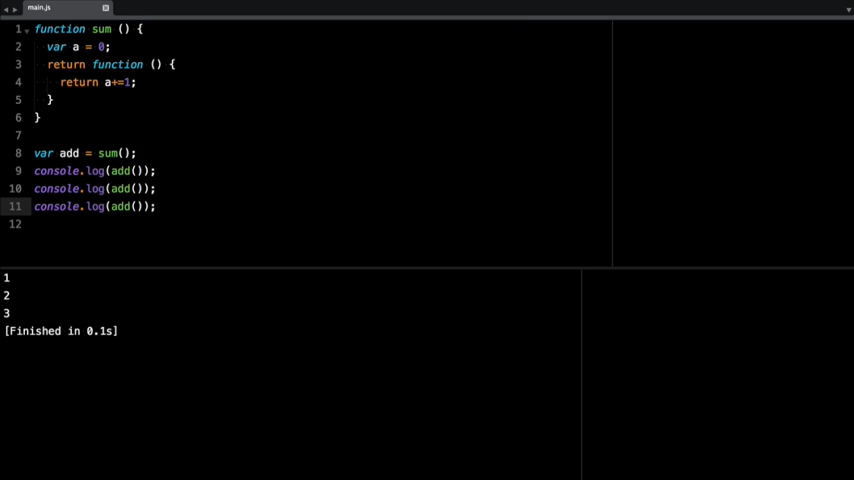 main.js
1 function sum () {
2 var a = 0;
3 return function () {
4 return a+=1;
5 }
6 }
7
8 var add = sum();
9 console.log(add());
10 console.log(add());
11 console.log(add());
12
1
2
3
[Finished in 0.1s]